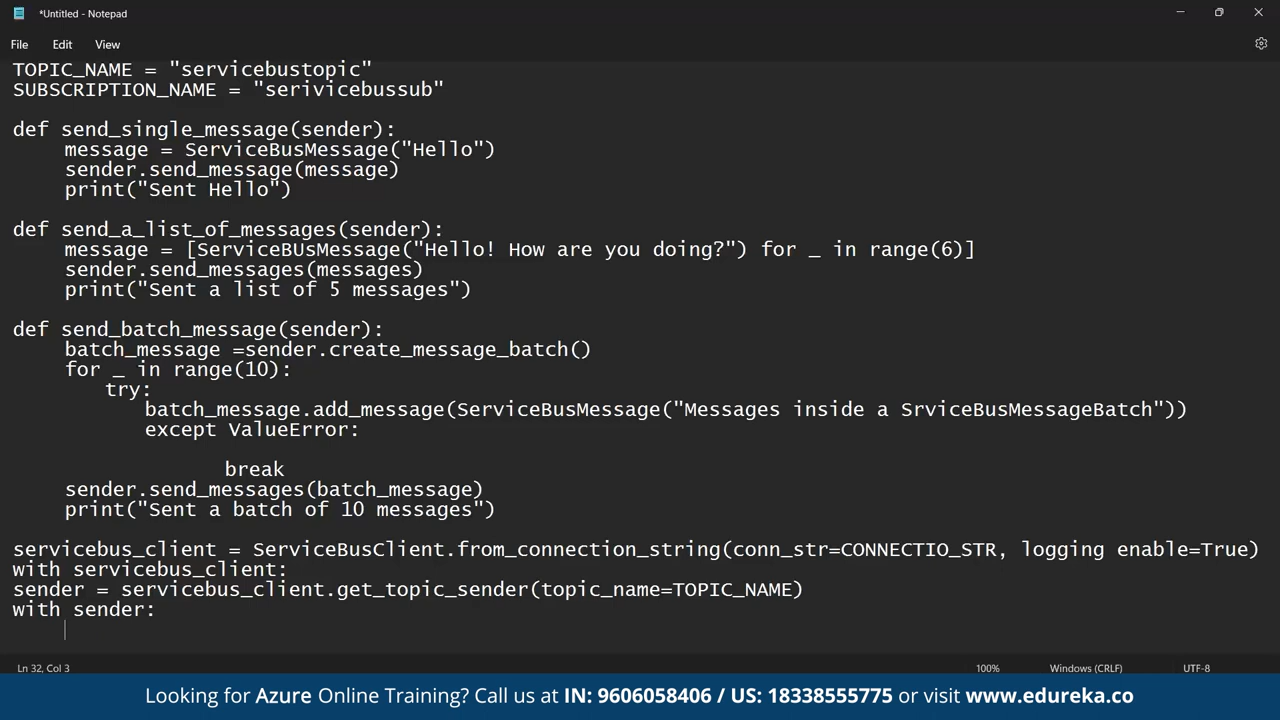 *Untitled - Notepad
File Edit View
TOPIC_NAME = "servicebustopic"
SUBSCRIPTION_NAME = "serivicebussub"
def send_single_message(sender):
message = ServiceBusMessage("Hello")
sender.send_message(message)
print("Sent Hello")
def send_a_list_of_messages(sender):
message = [ServiceBUsMessage("Hello! How are you doing?") for _ in range(6)]
sender.send_messages(messages)
print("Sent a list of 5 messages")
def send_batch_message(sender):
batch_message =sender.create_message_batch()
for _ in range(10):
try:
batch_message.add_message(ServiceBusMessage("Messages inside a SrviceBusMessageBatch"))
except ValueError:
break
sender.send_messages(batch_message)
print("Sent a batch of 10 messages")
servicebus_client = ServiceBusClient.from_connection_string(conn_str=CONNECTIO_STR, logging enable=True)
with servicebus_client:
sender = servicebus_client.get_topic_sender(topic_name=TOPIC_NAME)
with sender:
Ln 32, Col 3 100% Windows (CRLF) UTF-8
Looking for Azure Online Training? Call us at IN: 9606058406 / US: 18338555775 or visit www.edureka.co